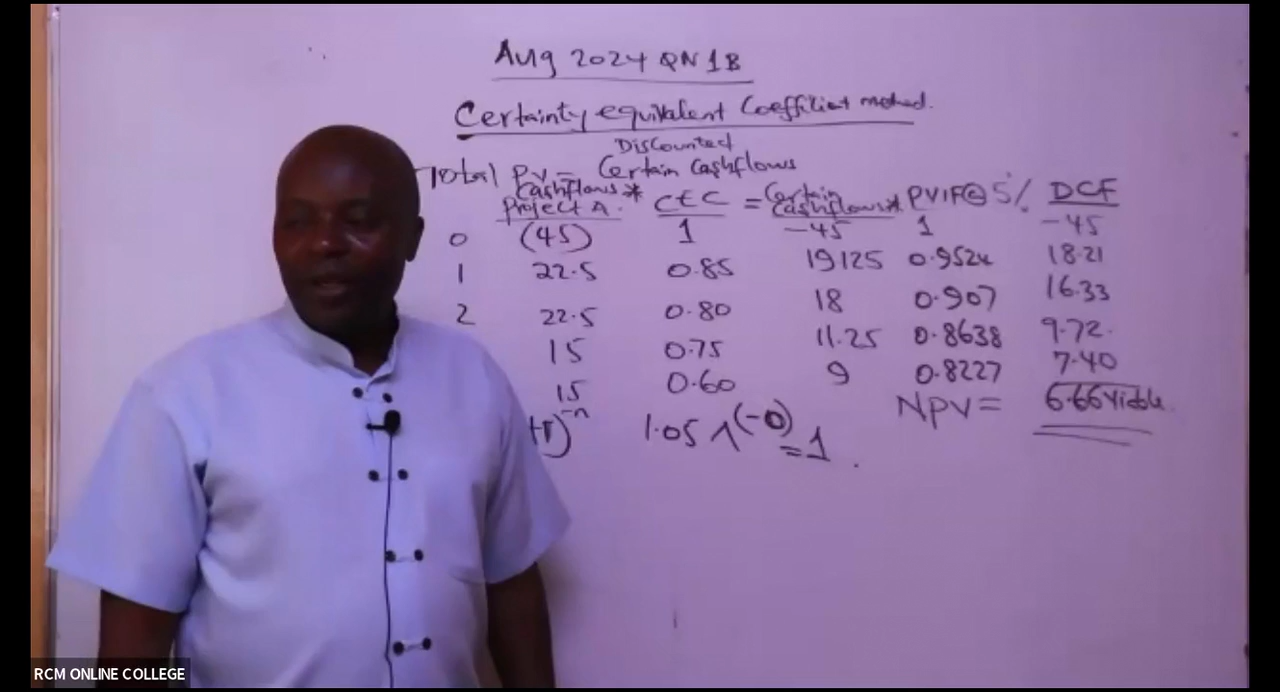 Aug 2024 QN 1B
Certainty equivalent Coefficient method.
Discounted
Total PV = Certain Cashflows
Cashflows * Certain
Project A. CEC = Cashflows * PVIF@ 5%. DCF
0 (45) 1 -45 1 -45
1 22.5 0.85 19125 0.9524 18.21
2 22.5 0.80 18 0.907 16.33
15 0.75 11.25 0.8638 9.72.
15 0.60 9 0.8227 7.40
NPV = 6.66 Viable.
+r)^-n 1.05 ^(-0) = 1.
RCM ONLINE COLLEGE